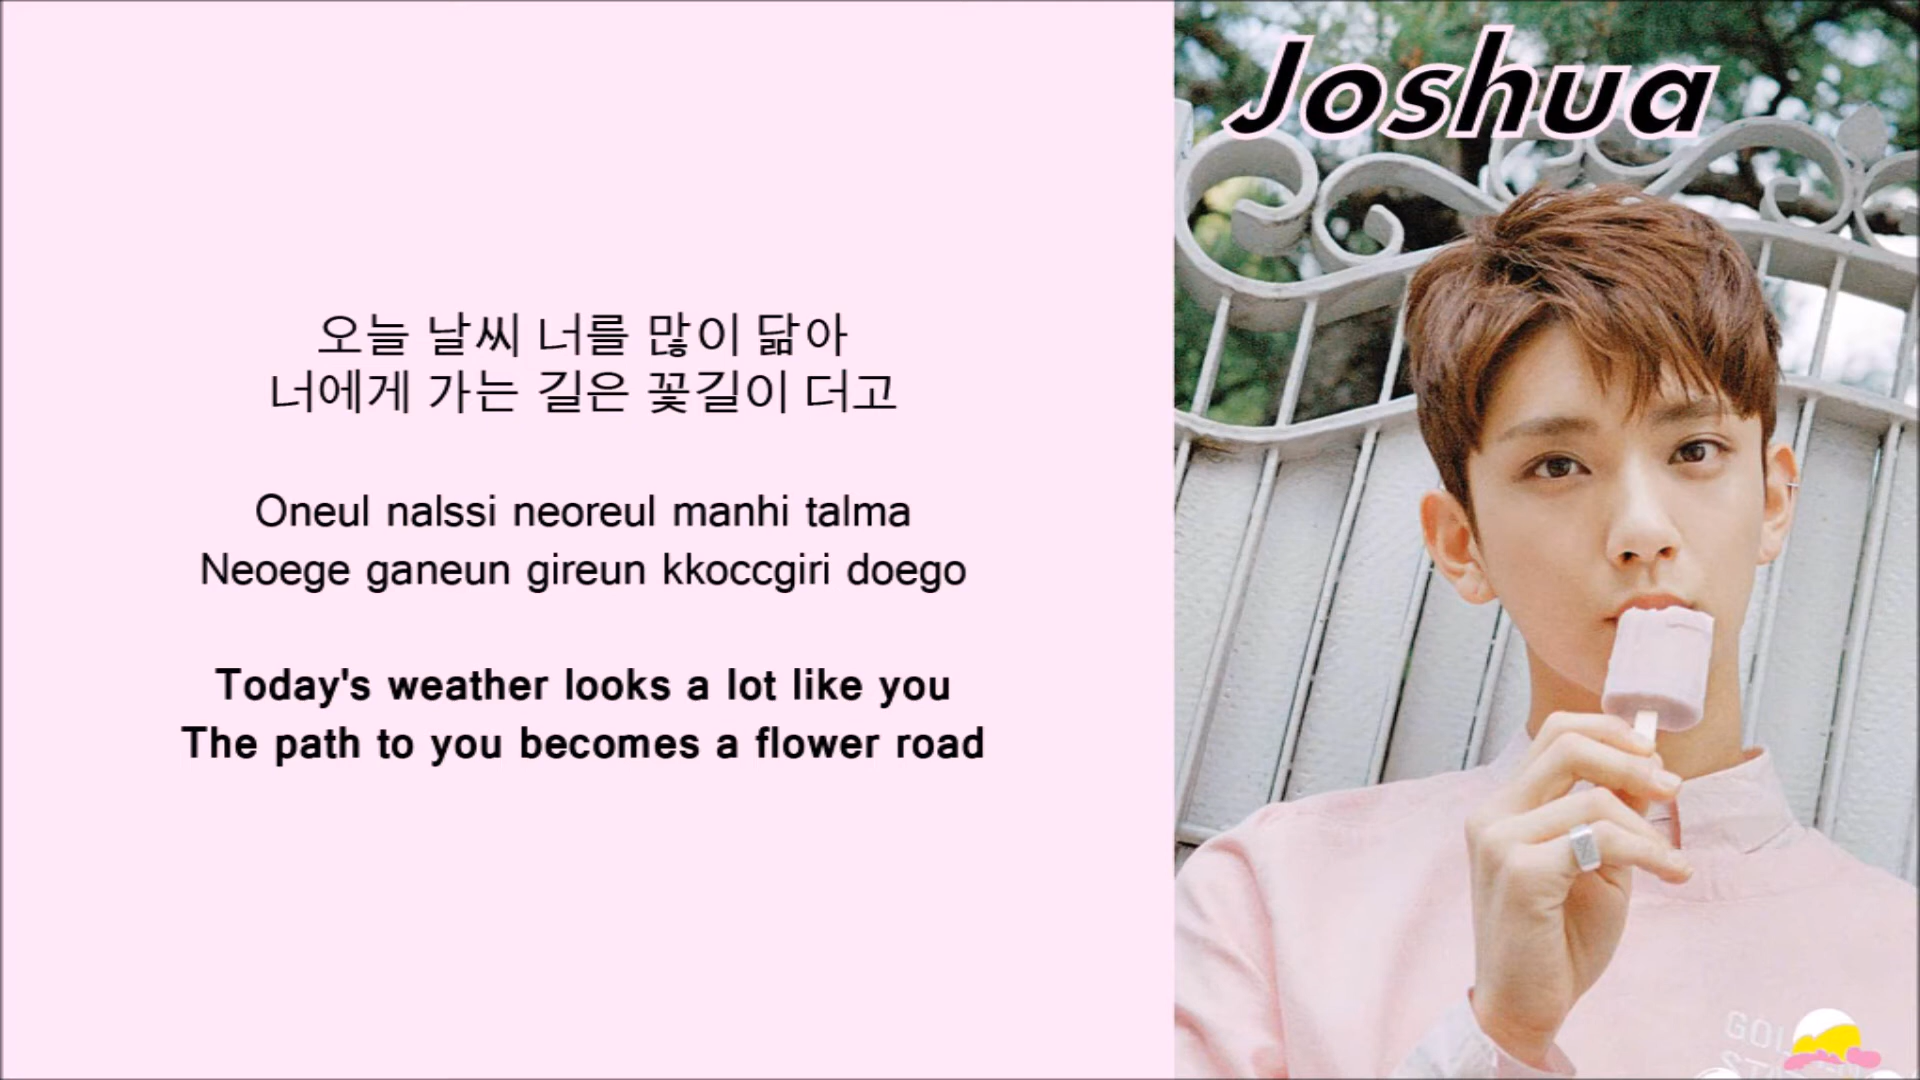 Joshua
오늘 날씨 너를 많이 닮아
너에게 가는 길은 꽃길이 더고
Oneul nalssi neoreul manhi talma
Neoege ganeun gireun kkoccgiri doego
Today's weather looks a lot like you
The path to you becomes a flower road